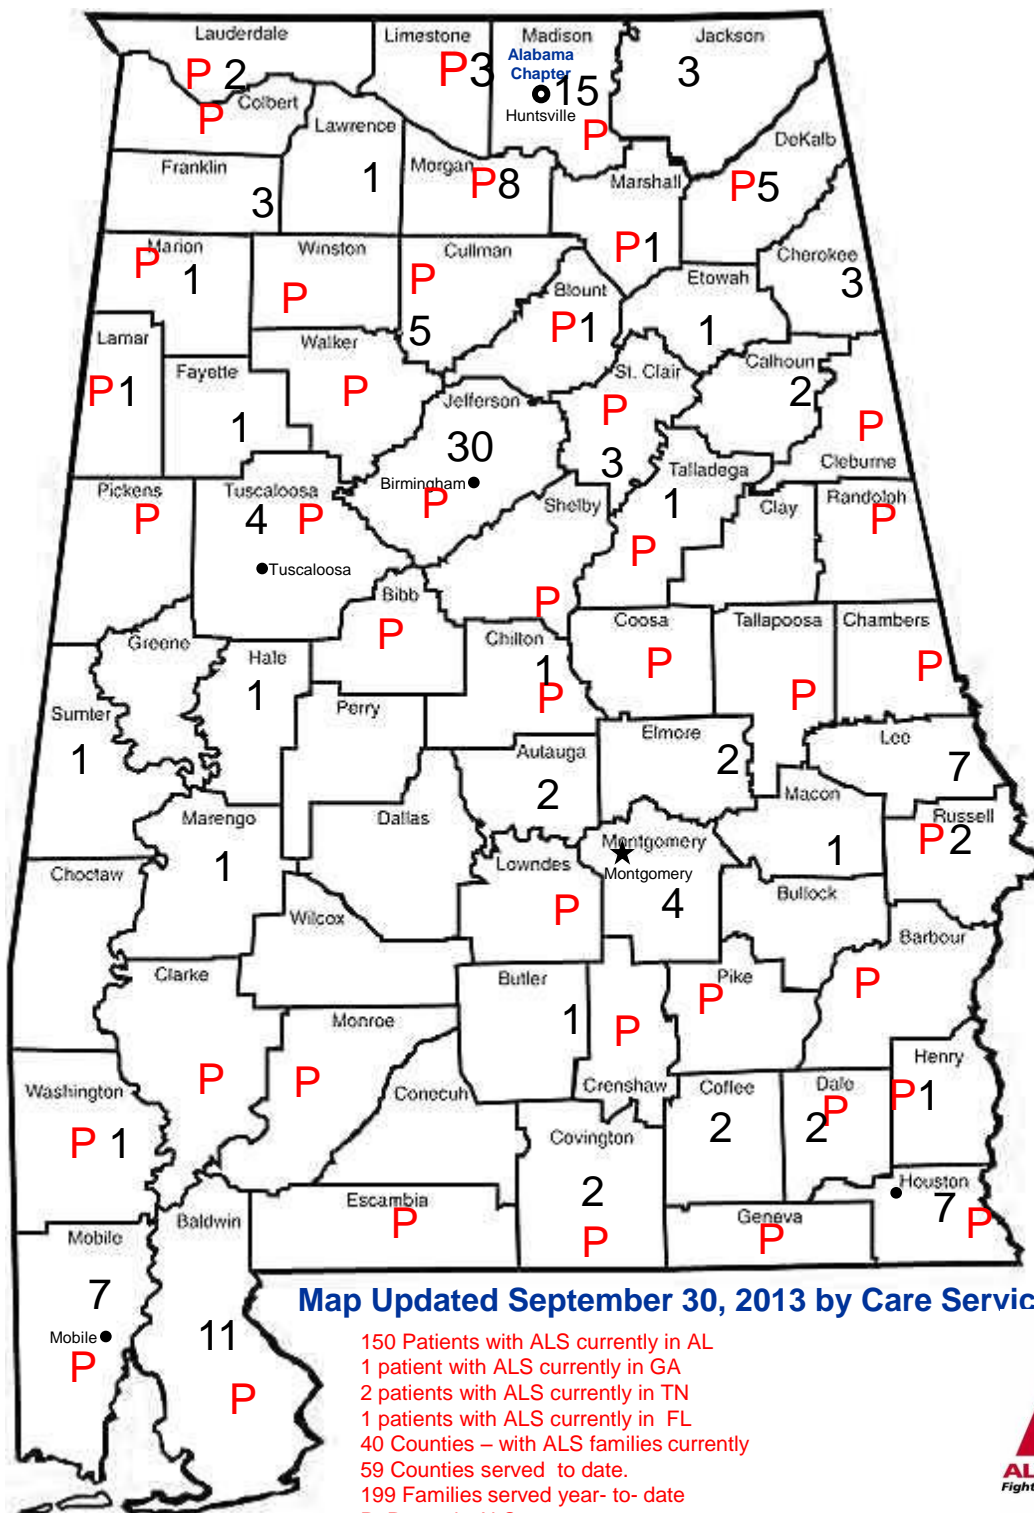 Lauderdale
Limestone
Madison
Jackson
Alabama
Chapter
P 2
P3
15
3
Huntsville
P
Colbert
P
Lawrence
1
DeKalb
P5
Franklin
3
Morgan
P8
Marshall
P1
Marion
P
1
Winston
P
Cullman
P
5
Blount
P1
Etowah
1
Cherokee
3
Lamar
P1
Fayette
1
Walker
P
Jefferson
30
Birmingham
P
St. Clair
P
3
Calhoun
2
P
Cleburne
Pickens
P
Tuscaloosa
4 P
Tuscaloosa
Shelby
P
Talladega
1
P
Clay
Randolph
P
Bibb
P
Greene
Hale
1
Chilton
1
P
Coosa
P
Tallapoosa
P
Chambers
P
Sumter
1
Perry
Autauga
2
Elmore
2
Lee
7
Marengo
1
Dallas
Macon
1
Russell
P2
Choctaw
Lowndes
P
Montgomery
Montgomery
4
Bullock
Wilcox
Barbour
P
Clarke
P
Butler
1
P
Crenshaw
Pike
P
Monroe
P
Conecuh
Henry
P1
Washington
P 1
Coffee
2
Dale
P
2
Covington
2
P
Escambia
P
Geneva
P
Houston
7
P
Mobile
7
Mobile
P
Baldwin
11
P
Map Updated September 30, 2013 by Care Servic
150 Patients with ALS currently in AL
1 patient with ALS currently in GA
2 patients with ALS currently in TN
1 patients with ALS currently in FL
40 Counties – with ALS families currently
59 Counties served to date.
199 Families served year- to- date
AL
Fight